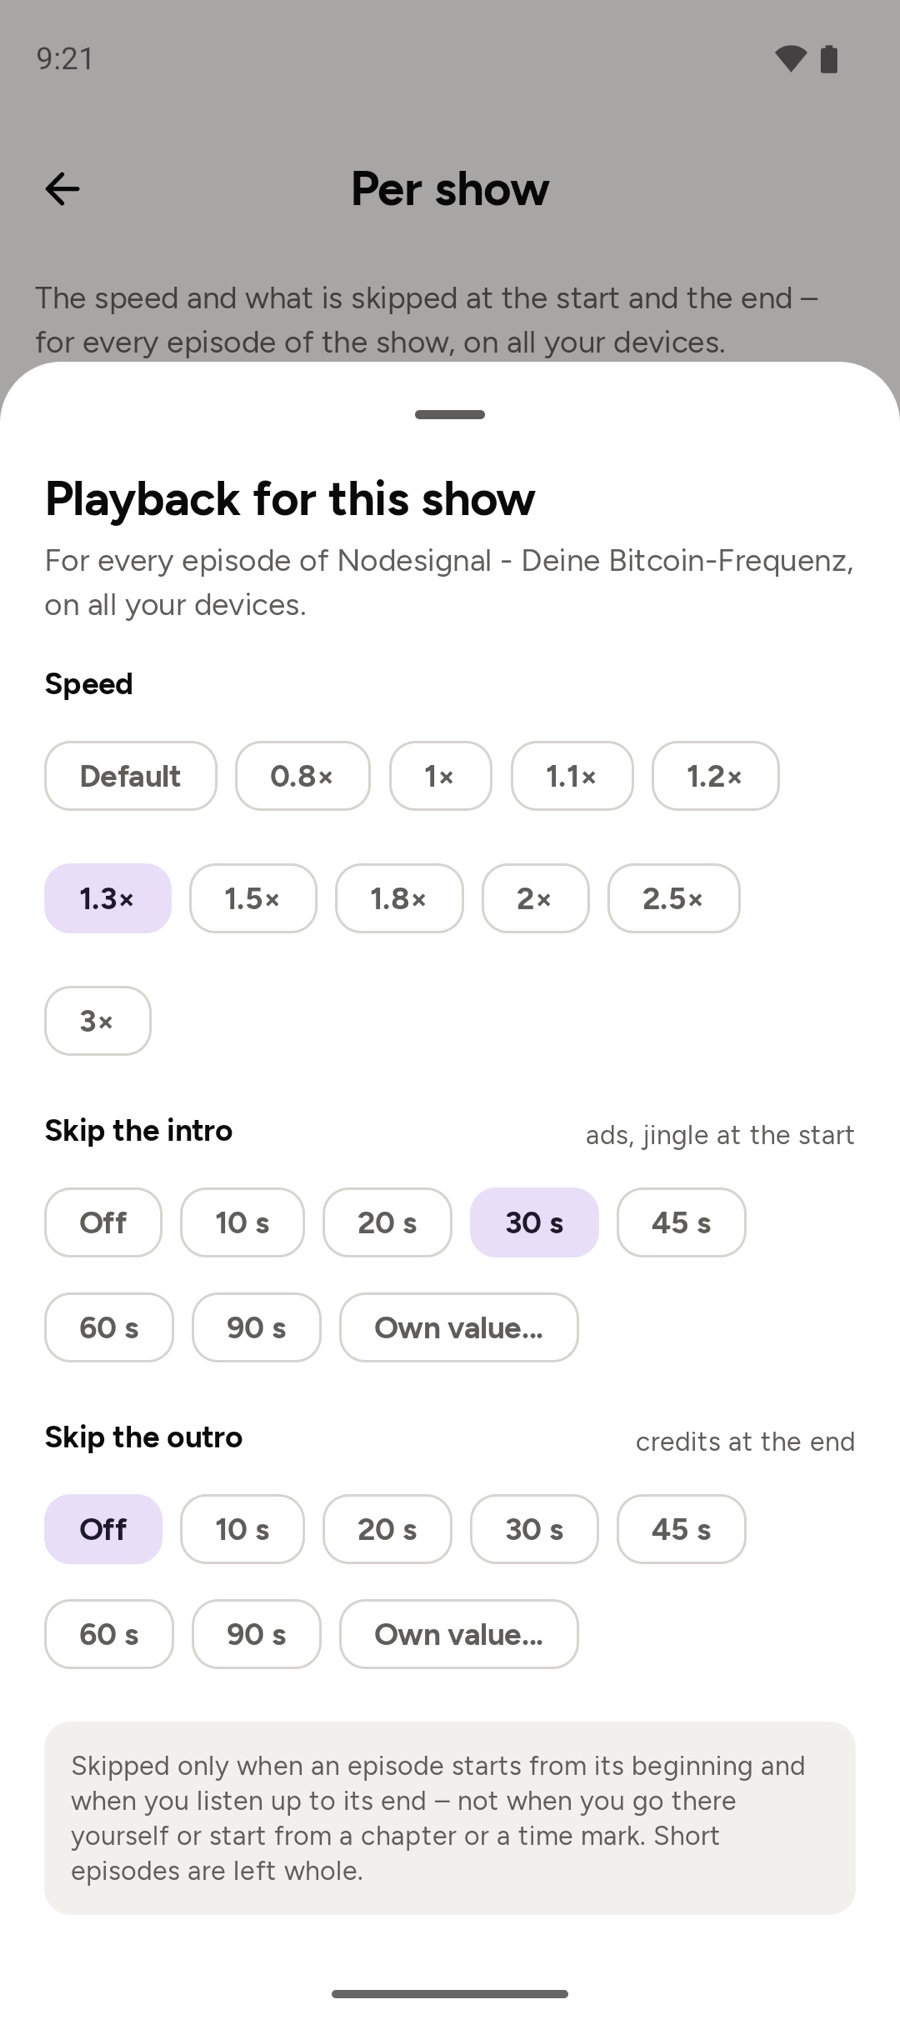 9:21
Per show
The speed and what is skipped at the start and the end –
for every episode of the show, on all your devices.
Playback for this show
For every episode of Nodesignal - Deine Bitcoin-Frequenz,
on all your devices.
Speed
Default 0.8× 1× 1.1× 1.2×
1.3× 1.5× 1.8× 2× 2.5×
3×
Skip the intro ads, jingle at the start
Off 10 s 20 s 30 s 45 s
60 s 90 s Own value...
Skip the outro credits at the end
Off 10 s 20 s 30 s 45 s
60 s 90 s Own value...
Skipped only when an episode starts from its beginning and
when you listen up to its end – not when you go there
yourself or start from a chapter or a time mark. Short
episodes are left whole.